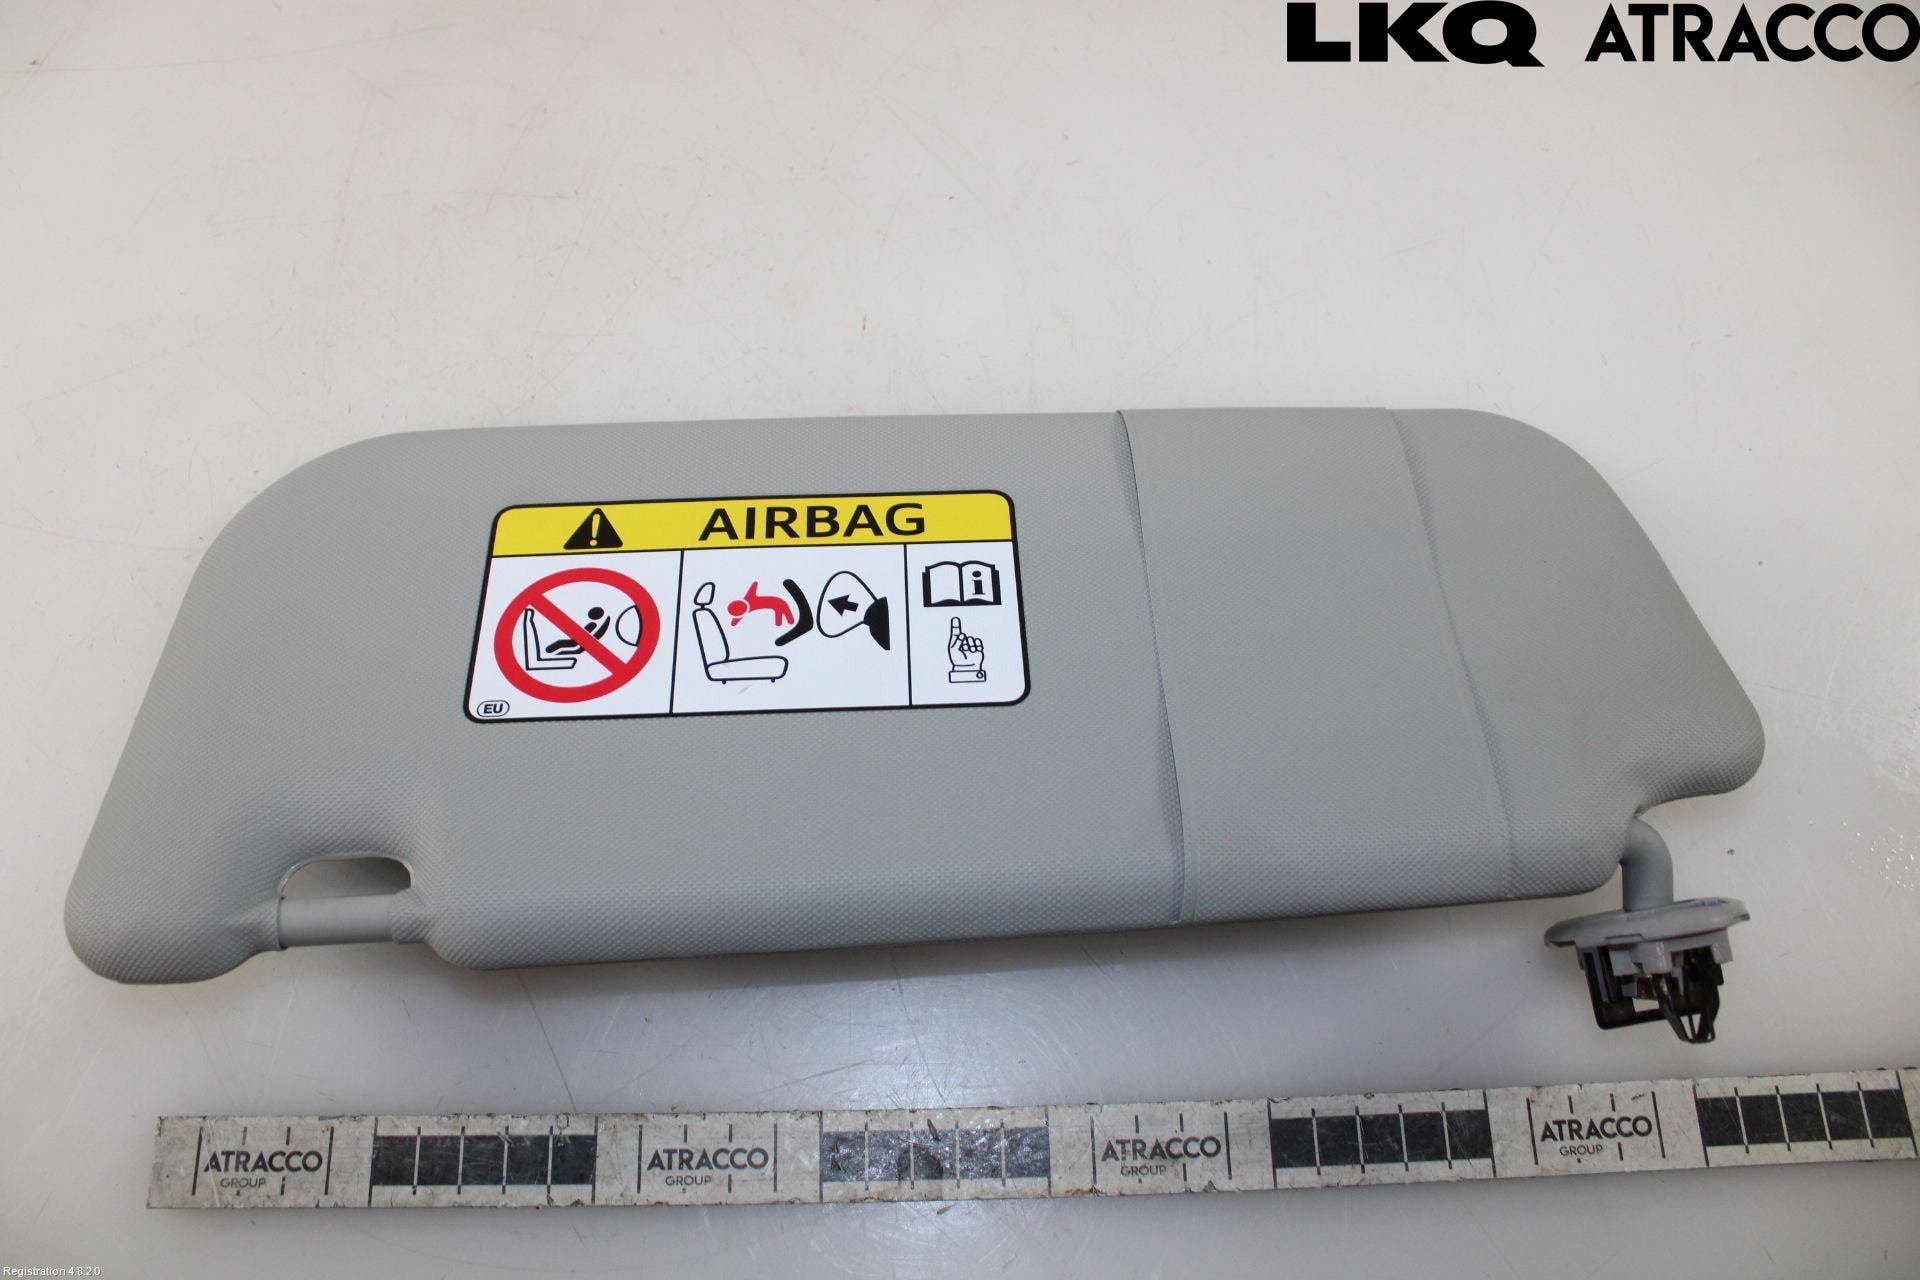 LKQ ATRACCO
AIRBAG
i
EU
ATRACCO
GROUP
ATRACCO
GROUP
ATRACCO
GROUP
ATRACCO
GROUP
Registration 4.8.2.0